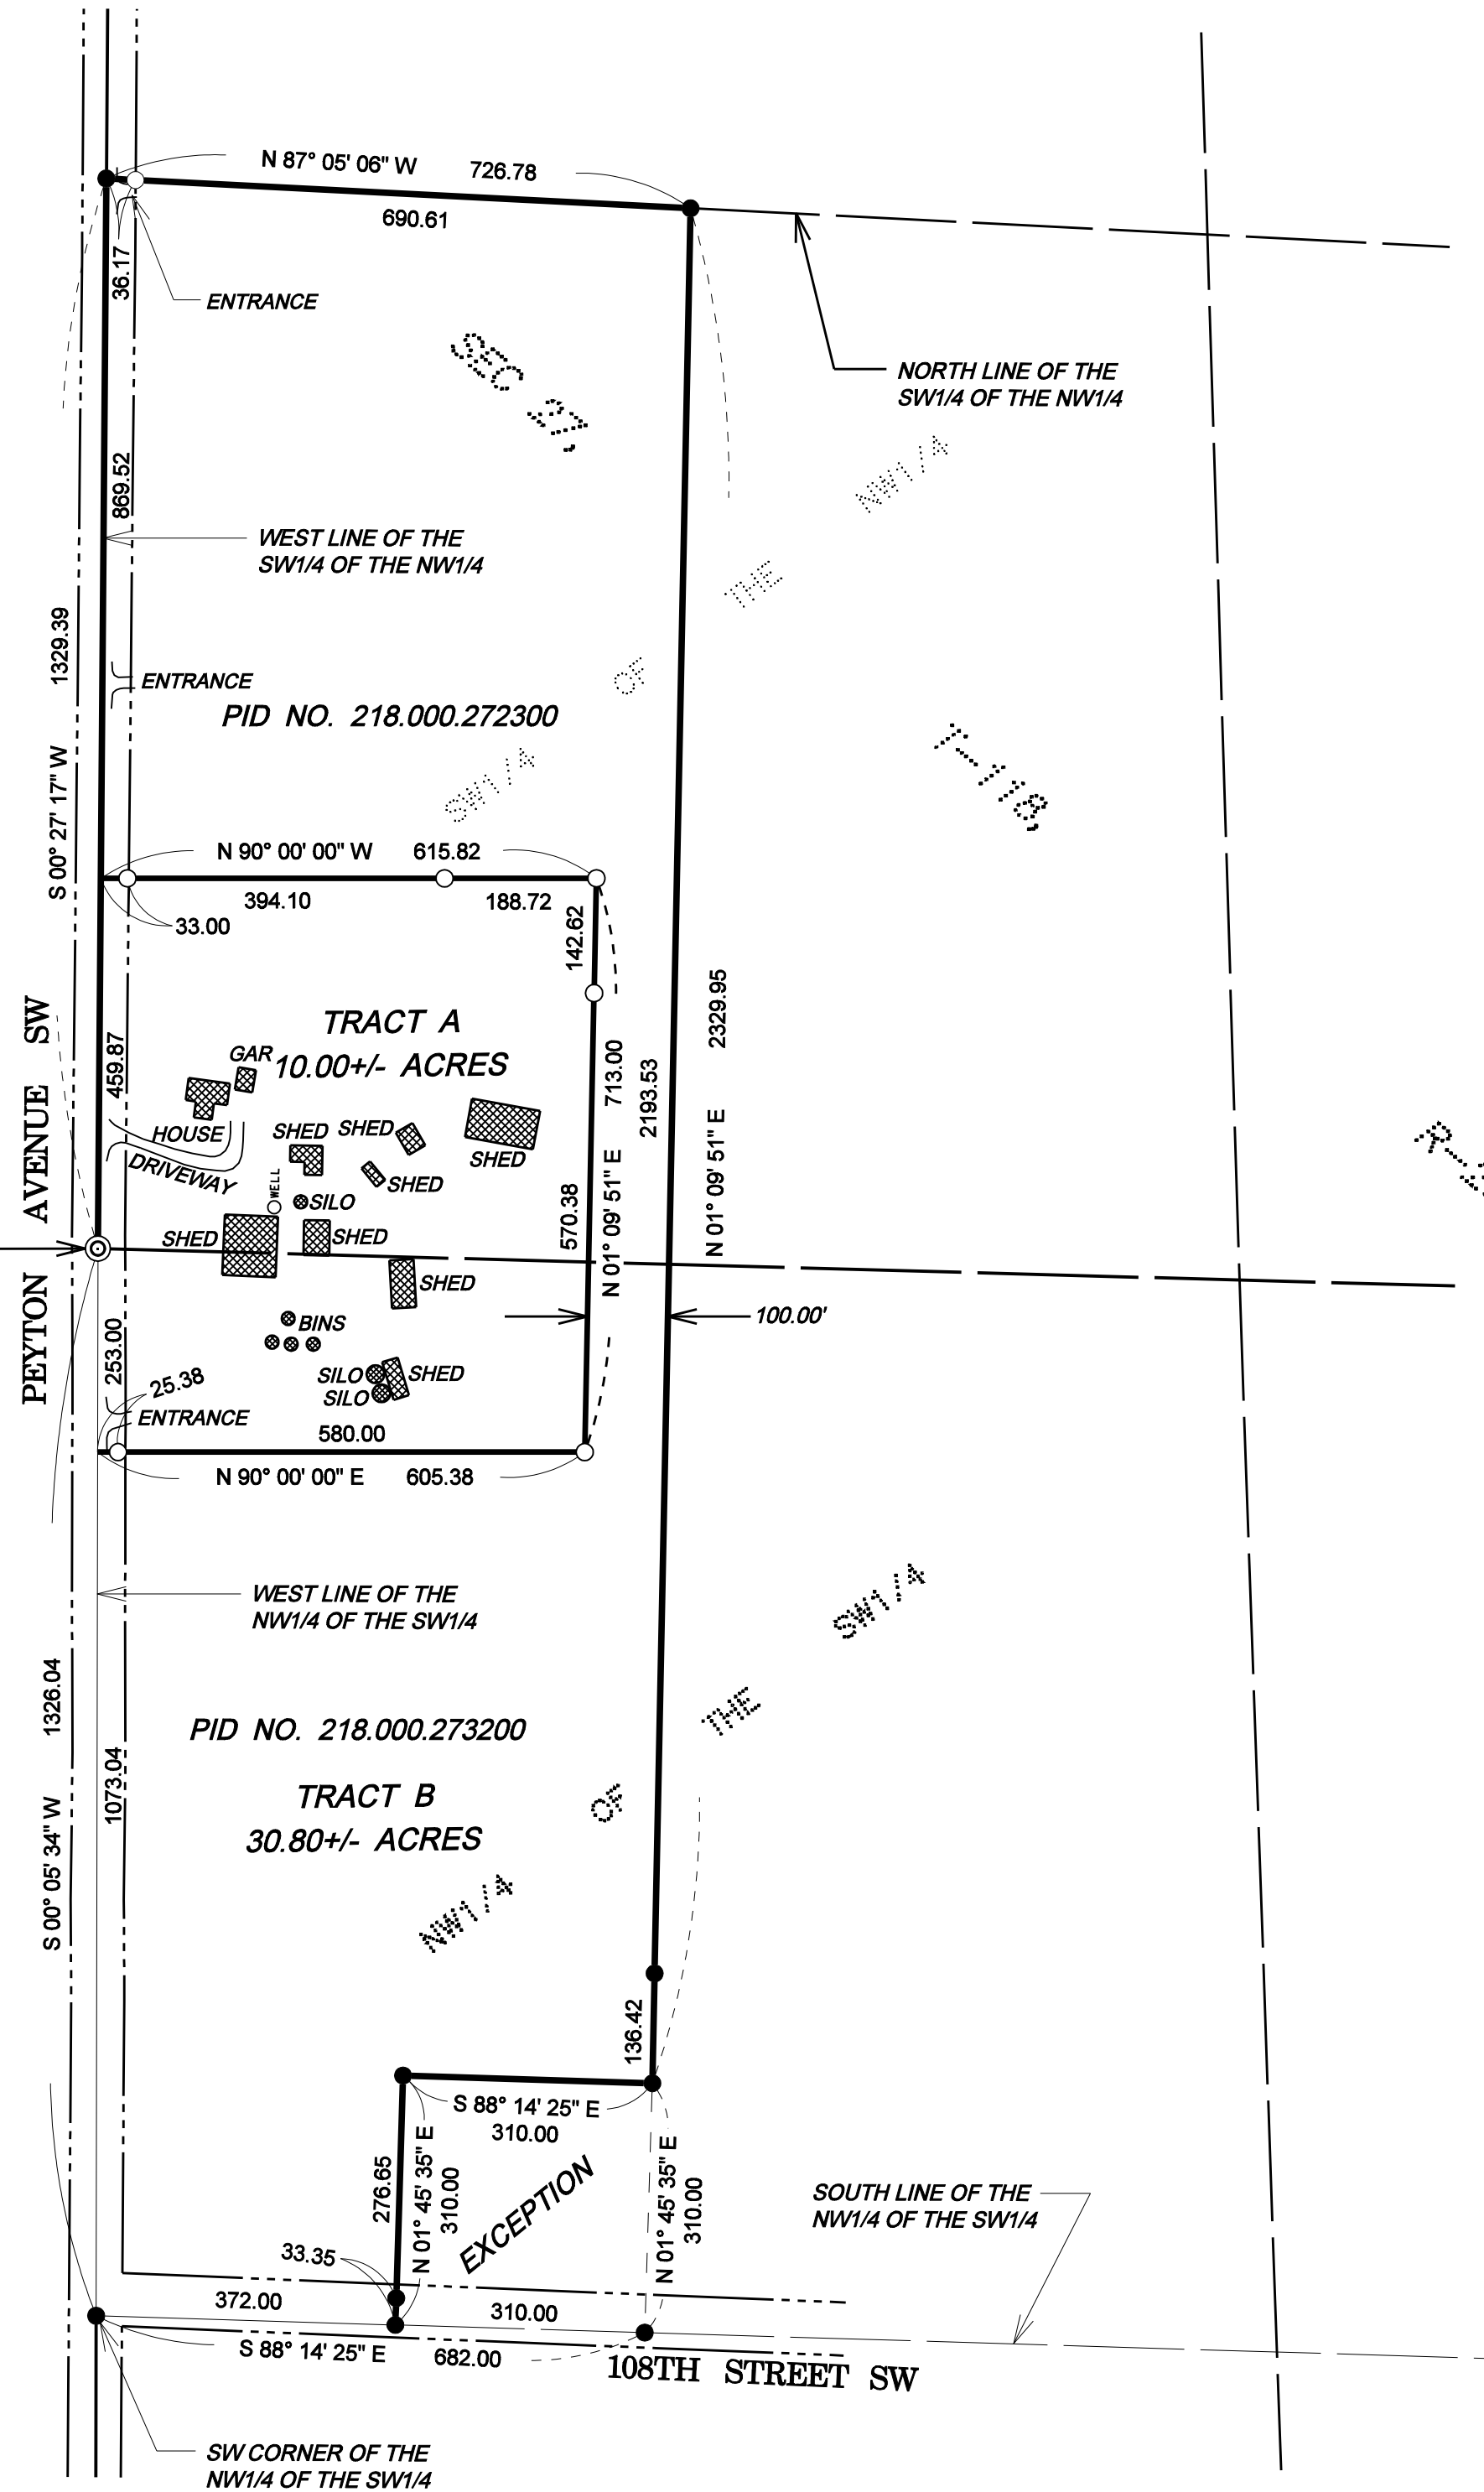 N 87° 05' 06" W 726.78
690.61
36.17
ENTRANCE
SEC 27,
NORTH LINE OF THE
SW1/4 OF THE NW1/4
869.52
WEST LINE OF THE
SW1/4 OF THE NW1/4
SW1/4 OF THE NW1/4
S 00° 27' 17" W 1329.39
ENTRANCE
PID NO. 218.000.272300
T-118,
N 90° 00' 00" W 615.82
394.10
188.72
33.00
142.62
TRACT A
10.00+/- ACRES
459.87
GAR
HOUSE
DRIVEWAY
SHED
SHED
SHED
SHED
WELL
SILO
SHED
SHED
SHED
BINS
SILO
SHED
SILO
570.38
N 01° 09' 51" E 713.00
2193.53
N 01° 09' 51" E 2329.95
100.00'
PEYTON AVENUE SW
253.00
25.38
ENTRANCE
580.00
N 90° 00' 00" E 605.38
WEST LINE OF THE
NW1/4 OF THE SW1/4
S 00° 05' 34" W 1326.04
1073.04
PID NO. 218.000.273200
TRACT B
30.80+/- ACRES
NW1/4 OF THE SW1/4
136.42
S 88° 14' 25" E
310.00
276.65
N 01° 45' 35" E
310.00
EXCEPTION
N 01° 45' 35" E
310.00
SOUTH LINE OF THE
NW1/4 OF THE SW1/4
33.35
372.00
310.00
S 88° 14' 25" E 682.00
108TH STREET SW
SW CORNER OF THE
NW1/4 OF THE SW1/4